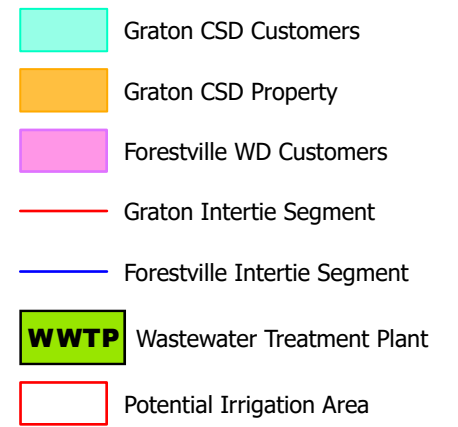 Graton CSD Customers
Graton CSD Property
Forestville WD Customers
Graton Intertie Segment
Forestville Intertie Segment
WWTP Wastewater Treatment Plant
Potential Irrigation Area